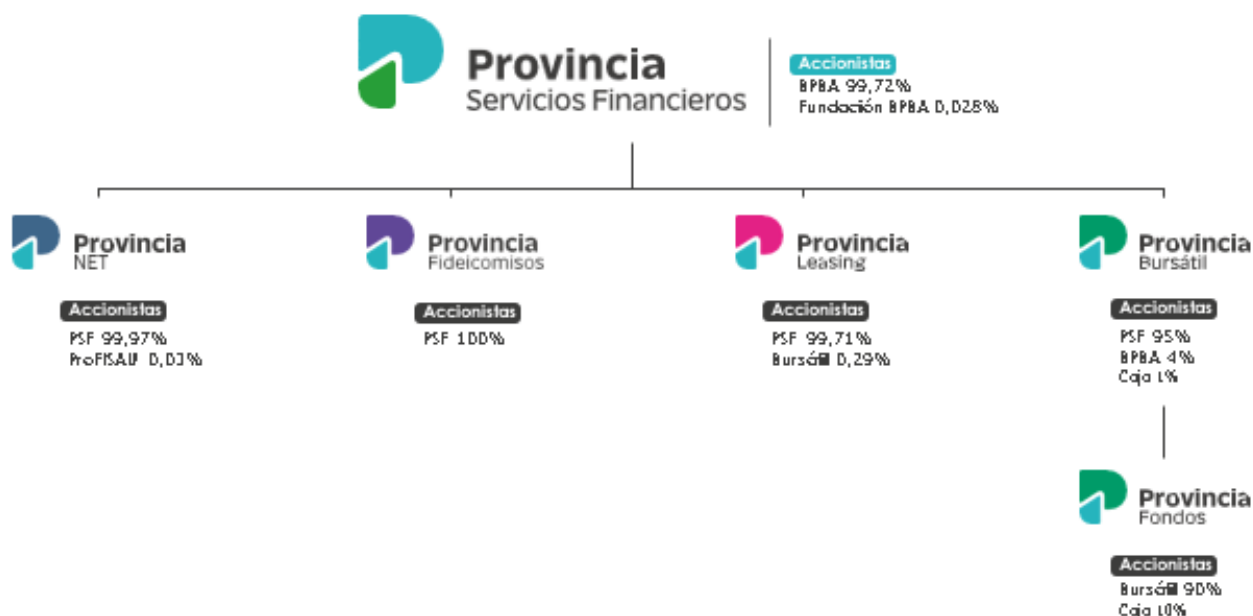 Provincia
Servicios Financieros
Accionistas
BPBA 99,72%
Fundación BPBA 0,028%
Provincia
NET
Accionistas
PSF 99,97%
0,03%
Provincia
Fideicomisos
Accionistas
PSF 100%
Provincia
Leasing
Accionistas
PSF 99,71%
Bursátil 0,29%
Provincia
Bursátil
Accionistas
PSF 95%
BPBA 4%
Caja 1%
Provincia
Fondos
Accionistas
Bursátil 90%
Caja 10%